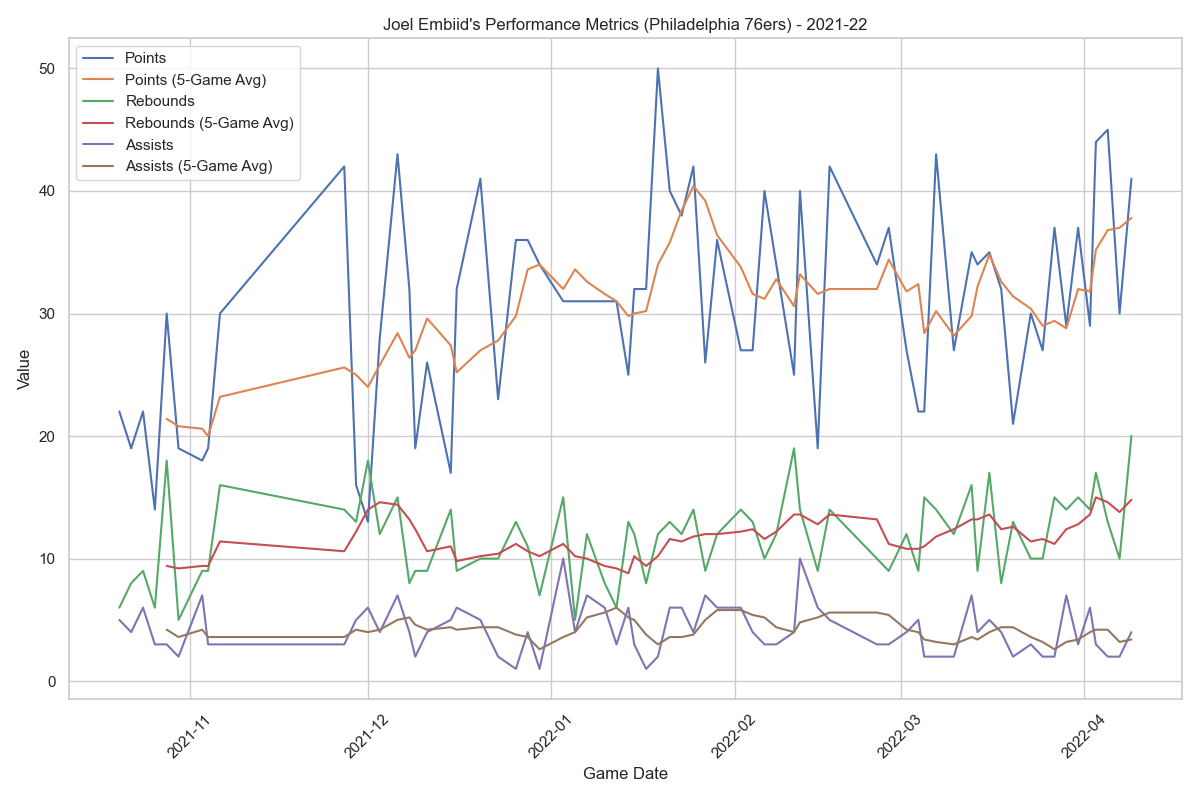 Joel Embiid's Performance Metrics (Philadelphia 76ers) - 2021-22
Points
Points (5-Game Avg)
Rebounds
Rebounds (5-Game Avg)
Assists
Assists (5-Game Avg)
50
40
30
20
10
0
Value
2021-11
2021-12
2022-01
2022-02
2022-03
2022-04
Game Date